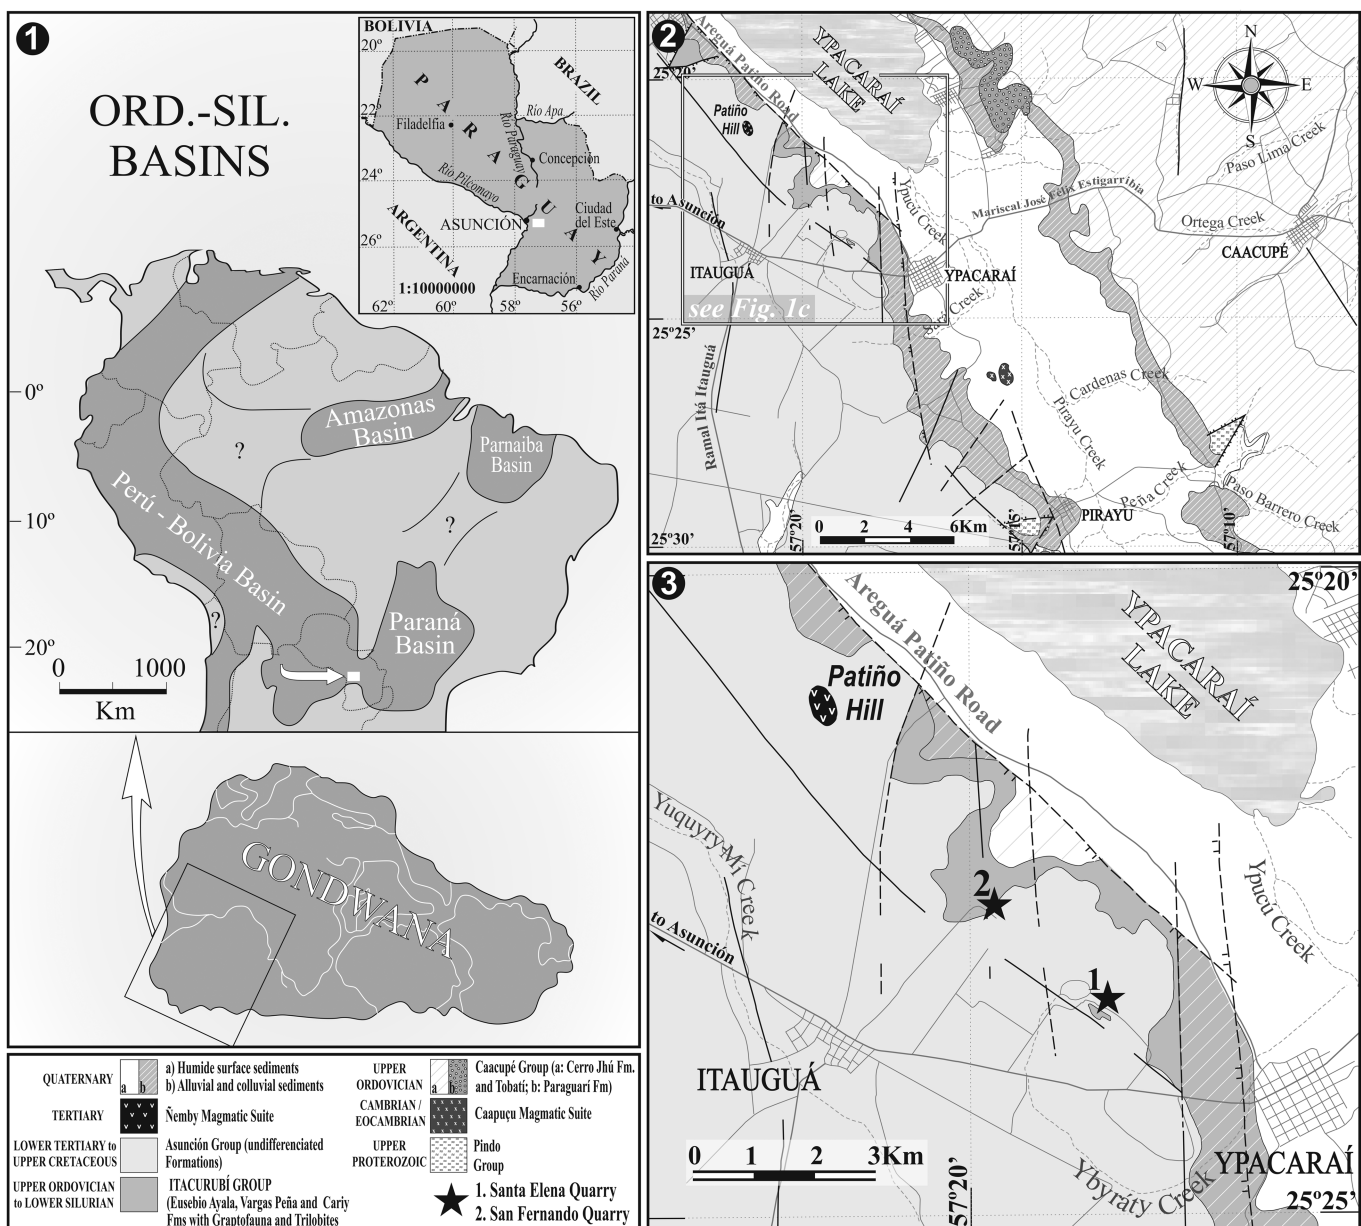 1
ORD.-SIL.
BASINS
BOLIVIA
BRAZIL
ARGENTINA
PARAGUAY
20º
22º
24º
26º
62º
60º
58º
56º
Filadelfia
Río Apa
Río Paraguay
Concepción
Río Pilcomayo
ASUNCIÓN
Ciudad
del Este
Encarnación
Río Paraná
1:10000000
0º
10º
20º
Amazonas
Basin
Parnaiba
Basin
Perú - Bolivia Basin
Paraná
Basin
?
?
?
0 1000
Km
GONDWANA
QUATERNARY
a b
a) Humide surface sediments
b) Alluvial and colluvial sediments
TERTIARY
Ñemby Magmatic Suite
LOWER TERTIARY to
UPPER CRETACEOUS
Asunción Group (undifferenciated
Formations)
UPPER ORDOVICIAN
to LOWER SILURIAN
ITACURUBÍ GROUP
(Eusebio Ayala, Vargas Peña and Cariy
Fms with Graptofauna and Trilobites
UPPER
ORDOVICIAN
a b
Caacupé Group (a: Cerro Jhú Fm.
and Tobatí; b: Paraguarí Fm)
CAMBRIAN /
EOCAMBRIAN
Caapuçu Magmatic Suite
UPPER
PROTEROZOIC
Pindo
Group
1. Santa Elena Quarry
2. San Fernando Quarry
2
25º20’
Areguá Patiño Road
YPACARAÍ
LAKE
N
W E
S
Patiño
Hill
Paso Lima Creek
to Asunción
Ypucú Creek
Mariscal José Félix Estigarribia
Ortega Creek
CAACUPÉ
ITAUGUÁ
YPACARAÍ
see Fig. 1c
Sará Creek
25º25’
Ramal Itá Itauguá
Cardenas Creek
Pirayu Creek
Peña Creek
Paso Barrero Creek
PIRAYU
25º30’
57º20’
57º15’
57º10’
0 2 4 6Km
3
25º20’
Areguá Patiño Road
YPACARAÍ
LAKE
Patiño
Hill
Yuquyry Mí Creek
Ypucú Creek
2
to Asunción
1
ITAUGUÁ
0 1 2 3Km
57º20’
Ybyraty Creek
YPACARAÍ
25º25’